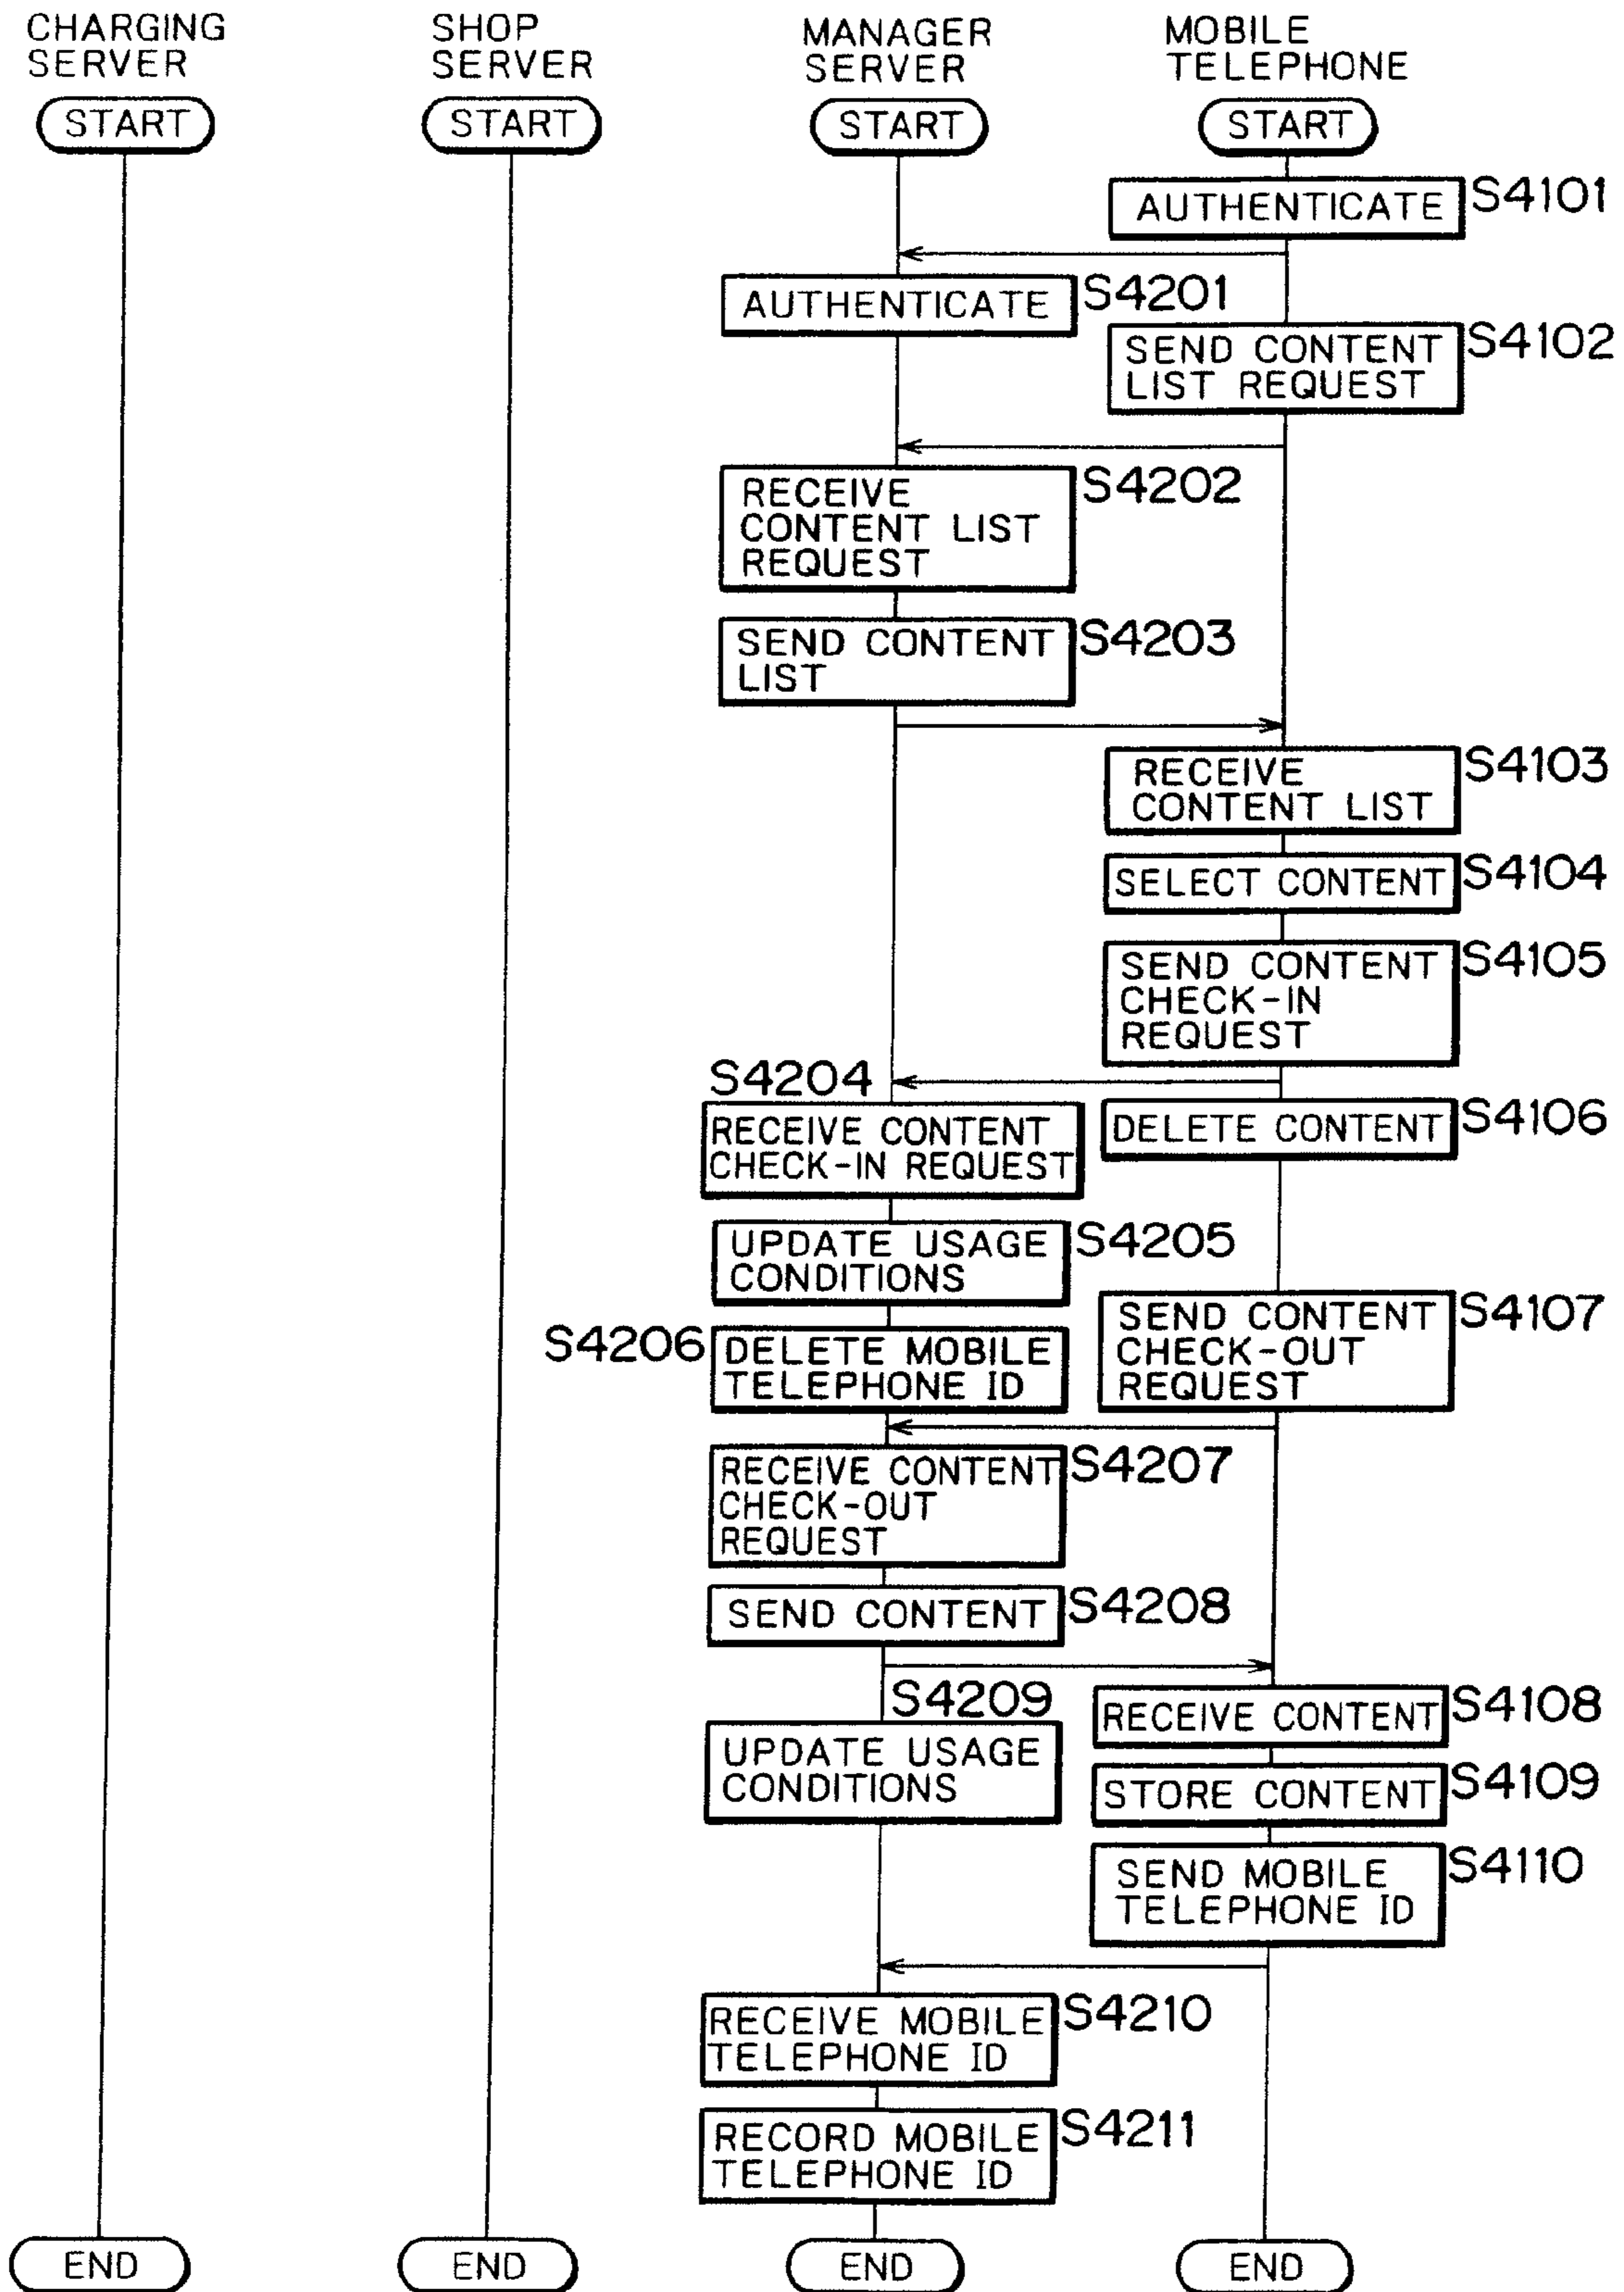 CHARGING
SERVER
SHOP
SERVER
MANAGER
SERVER
MOBILE
TELEPHONE
START
START
START
START
AUTHENTICATE
S4101
AUTHENTICATE
S4201
SEND CONTENT
LIST REQUEST
S4102
RECEIVE
CONTENT LIST
REQUEST
S4202
SEND CONTENT
LIST
S4203
RECEIVE
CONTENT LIST
S4103
SELECT CONTENT
S4104
SEND CONTENT
CHECK-IN
REQUEST
S4105
S4204
RECEIVE CONTENT
CHECK-IN REQUEST
DELETE CONTENT
S4106
UPDATE USAGE
CONDITIONS
S4205
SEND CONTENT
CHECK-OUT
REQUEST
S4107
S4206
DELETE MOBILE
TELEPHONE ID
RECEIVE CONTENT
CHECK-OUT
REQUEST
S4207
SEND CONTENT
S4208
S4209
UPDATE USAGE
CONDITIONS
RECEIVE CONTENT
S4108
STORE CONTENT
S4109
SEND MOBILE
TELEPHONE ID
S4110
RECEIVE MOBILE
TELEPHONE ID
S4210
RECORD MOBILE
TELEPHONE ID
S4211
END
END
END
END